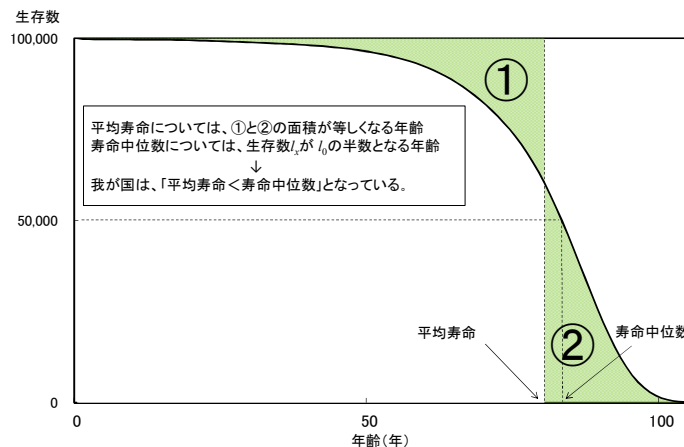 生存数
100,000
①
平均寿命については、①と②の面積が等しくなる年齢
寿命中位数については、生存数lxが l0の半数となる年齢
↓
我が国は、「平均寿命＜寿命中位数」となっている。
50,000
平均寿命
②
寿命中位数
0
0
50
100
年齢(年)